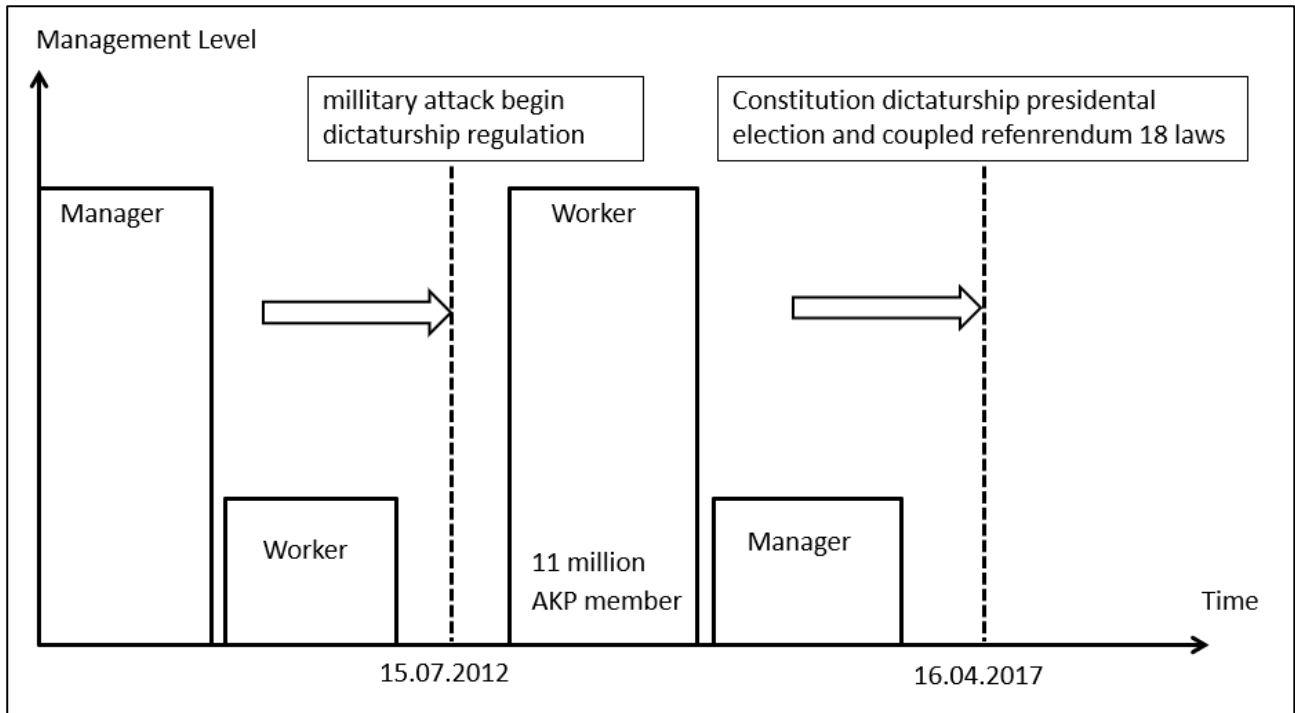 Management Level
millitary attack begin
dictaturship regulation
Constitution dictaturship presidental
election and coupled refenrendum 18 laws
Manager
Worker
Worker
11 million
AKP member
Manager
Time
15.07.2012
16.04.2017